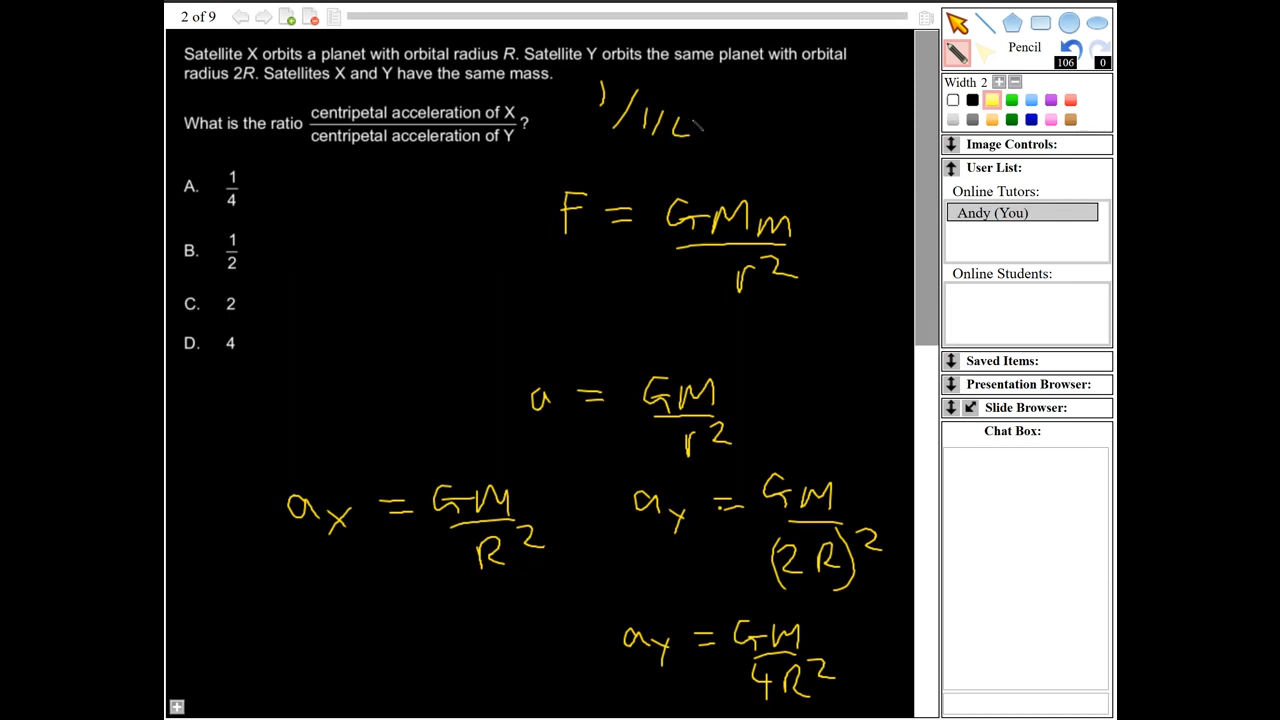 2 of 9
Satellite X orbits a planet with orbital radius R. Satellite Y orbits the same planet with orbital
radius 2R. Satellites X and Y have the same mass.
What is the ratio centripetal acceleration of X / centripetal acceleration of Y ?
A. 1/4
B. 1/2
C. 2
D. 4
F = GMm / r²
a = GM / r²
aX = GM / R²
aY = GM / (2R)²
aY = GM / 4R²
Pencil
106
0
Width 2
Image Controls:
User List:
Online Tutors:
Andy (You)
Online Students:
Saved Items:
Presentation Browser:
Slide Browser:
Chat Box: